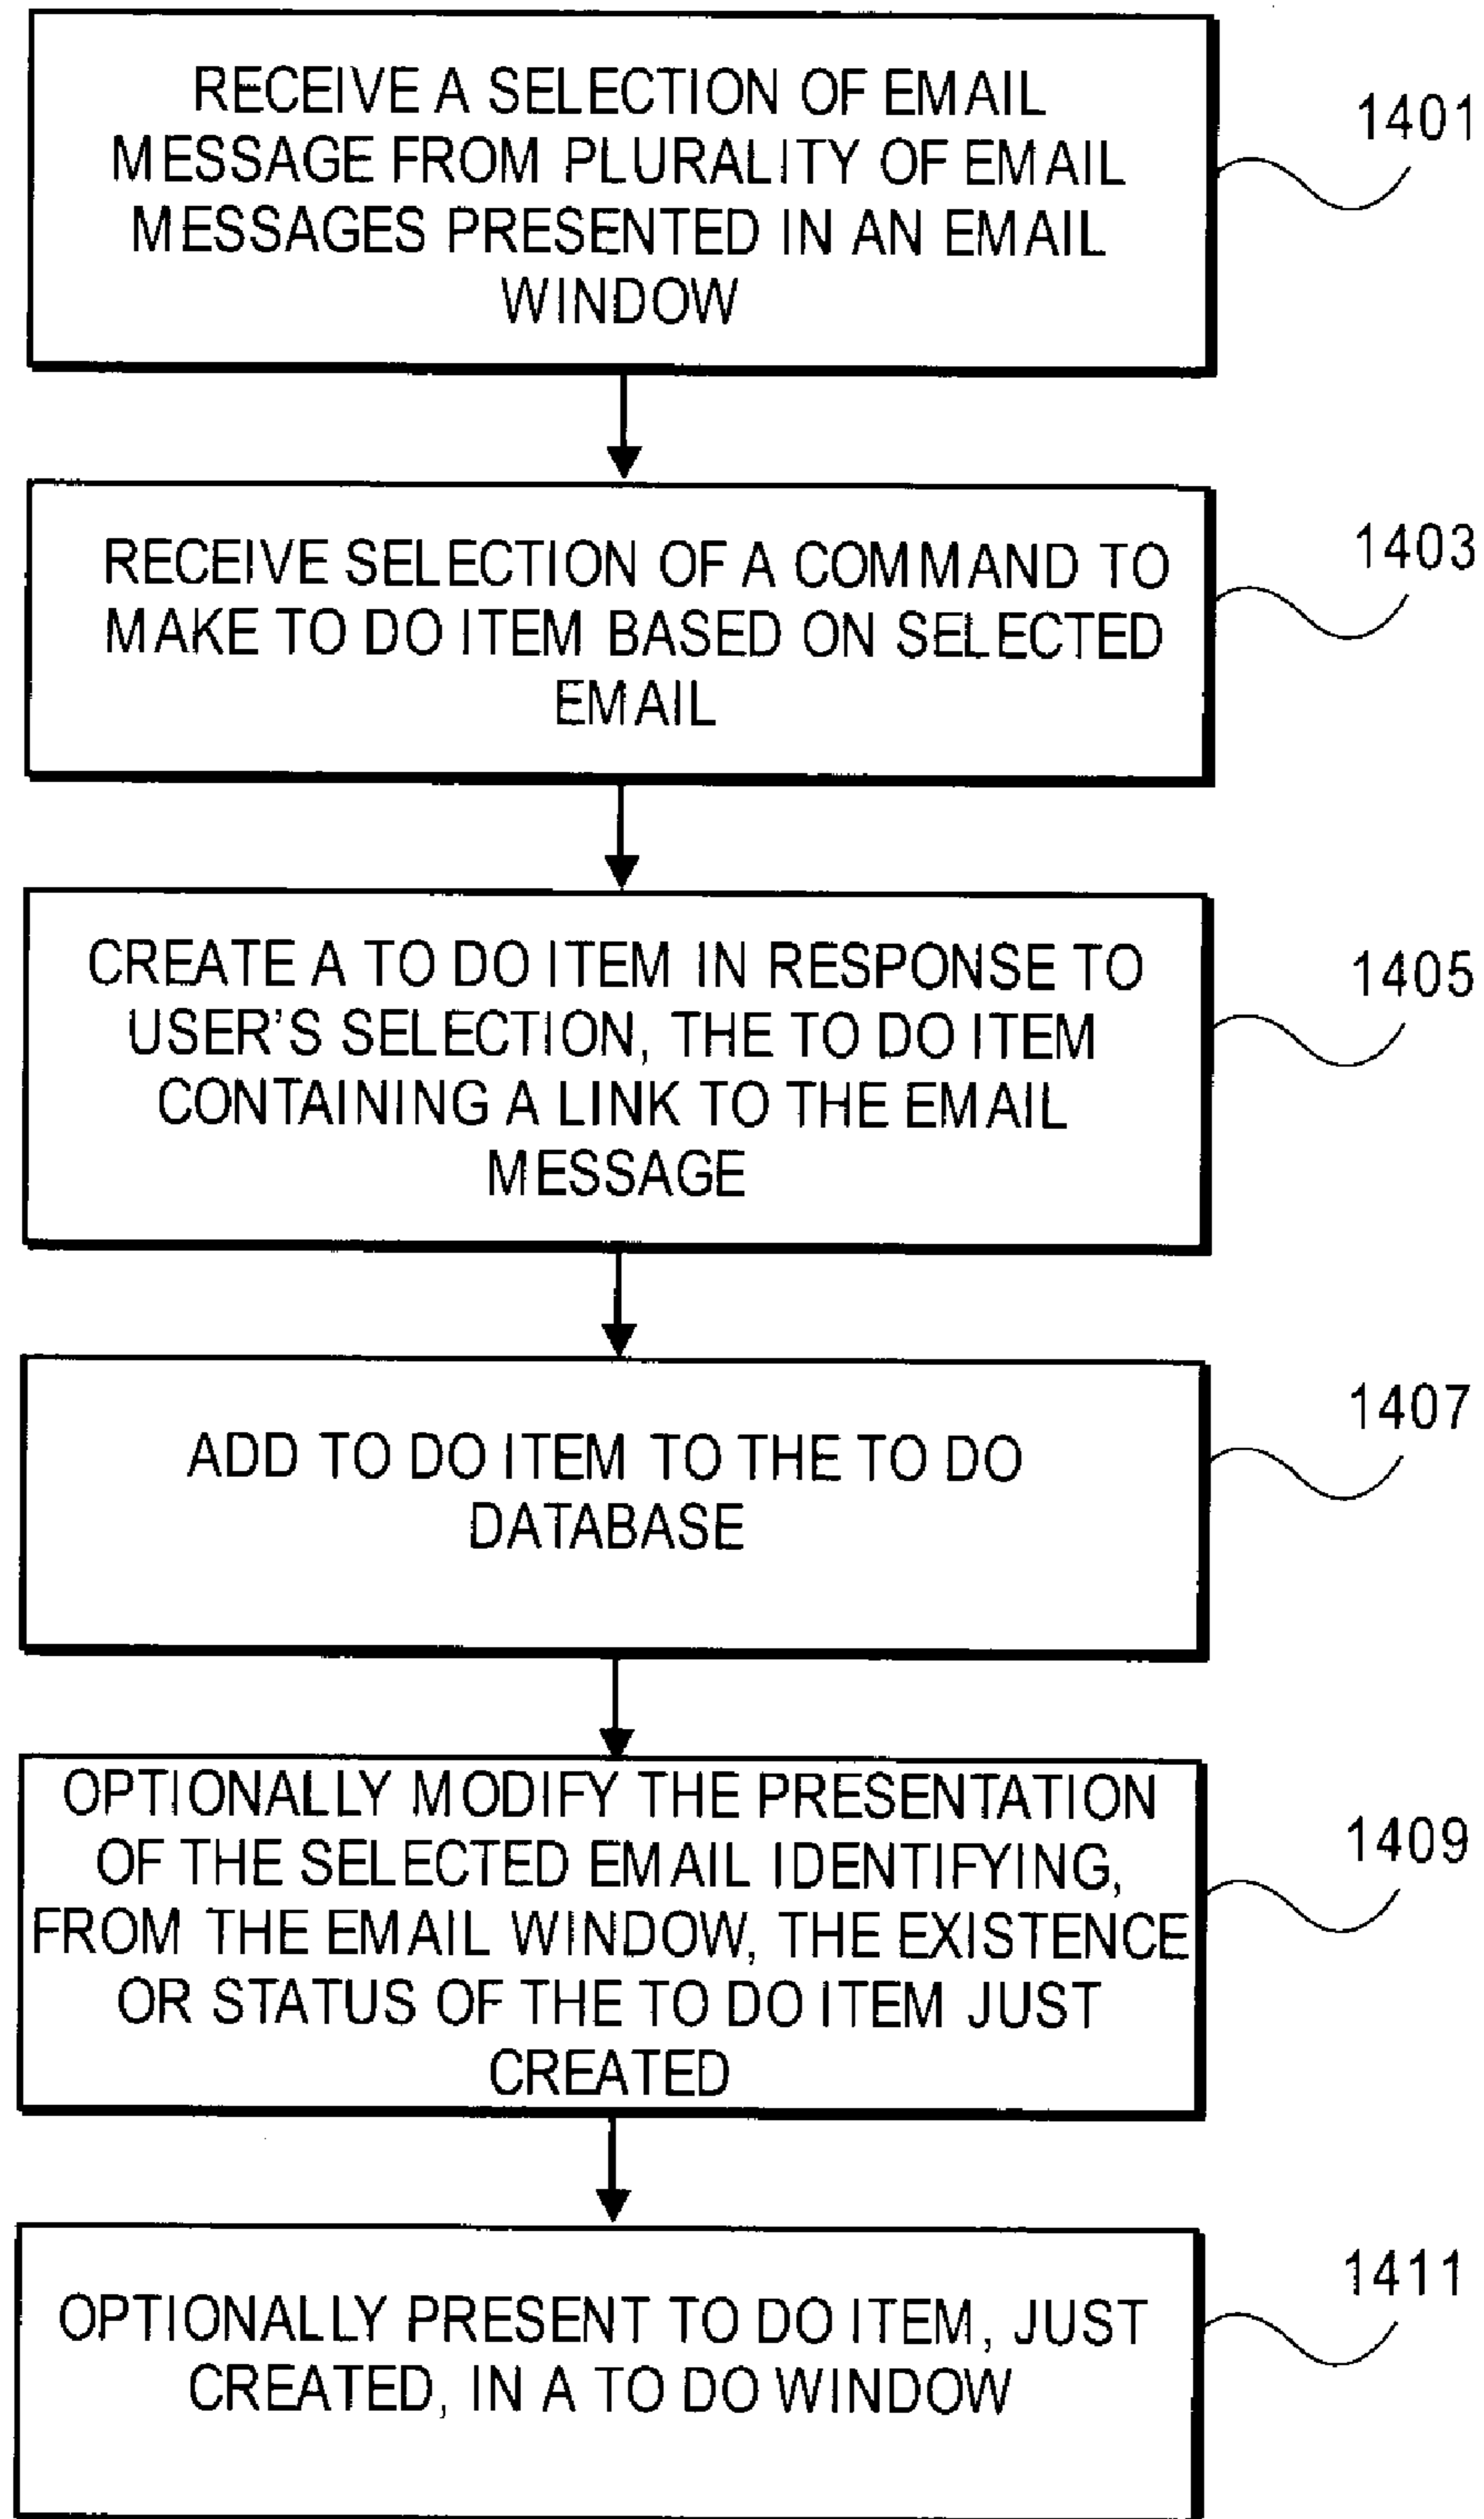 RECEIVE A SELECTION OF EMAIL
MESSAGE FROM PLURALITY OF EMAIL
MESSAGES PRESENTED IN AN EMAIL
WINDOW
1401
RECEIVE SELECTION OF A COMMAND TO
MAKE TO DO ITEM BASED ON SELECTED
EMAIL
1403
CREATE A TO DO ITEM IN RESPONSE TO
USER'S SELECTION, THE TO DO ITEM
CONTAINING A LINK TO THE EMAIL
MESSAGE
1405
ADD TO DO ITEM TO THE TO DO
DATABASE
1407
OPTIONALLY MODIFY THE PRESENTATION
OF THE SELECTED EMAIL IDENTIFYING,
FROM THE EMAIL WINDOW, THE EXISTENCE
OR STATUS OF THE TO DO ITEM JUST
CREATED
1409
OPTIONALLY PRESENT TO DO ITEM, JUST
CREATED, IN A TO DO WINDOW
1411